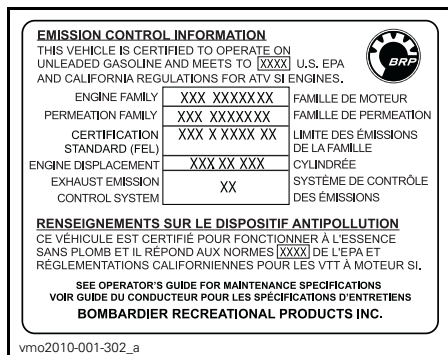 EMISSION CONTROL INFORMATION
THIS VEHICLE IS CERTIFIED TO OPERATE ON
UNLEADED GASOLINE AND MEETS TO XXXX U.S. EPA
AND CALIFORNIA REGULATIONS FOR ATV SI ENGINES.
BRP
ENGINE FAMILY XXX XXXXXXX FAMILLE DE MOTEUR
PERMEATION FAMILY XXX XXXXXXX FAMILLE DE PERMEATION
CERTIFICATION XXX X XXXX XX LIMITE DES ÉMISSIONS
STANDARD (FEL) DE LA FAMILLE
ENGINE DISPLACEMENT XXX XX XXX CYLINDRÉE
EXHAUST EMISSION XX SYSTÈME DE CONTRÔLE
CONTROL SYSTEM DES ÉMISSIONS
RENSEIGNEMENTS SUR LE DISPOSITIF ANTIPOLLUTION
CE VÉHICULE EST CERTIFIÉ POUR FONCTIONNER À L'ESSENCE
SANS PLOMB ET IL RÉPOND AUX NORMES XXXX DE L'EPA ET
RÉGLEMENTATIONS CALIFORNIENNES POUR LES VTT À MOTEUR SI.
SEE OPERATOR'S GUIDE FOR MAINTENANCE SPECIFICATIONS
VOIR GUIDE DU CONDUCTEUR POUR LES SPÉCIFICATIONS D'ENTRETIENS
BOMBARDIER RECREATIONAL PRODUCTS INC.
vmo2010-001-302_a